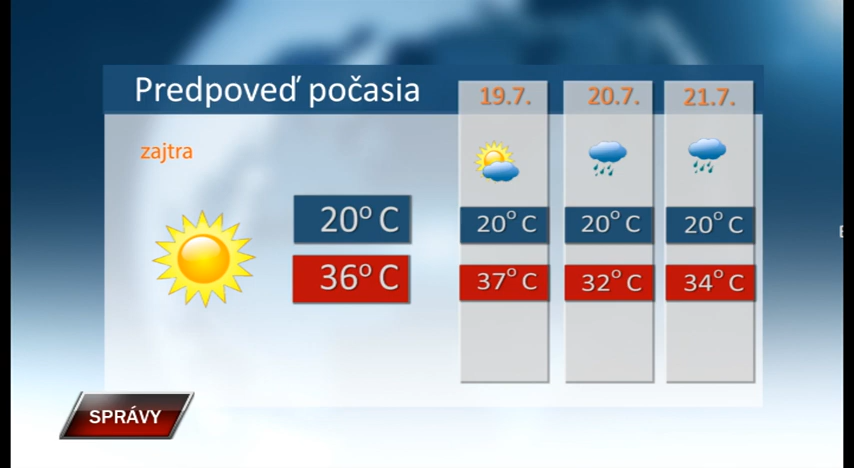 Predpoveď počasia
zajtra
20° C
36° C
19.7.
20° C
37° C
20.7.
20° C
32° C
21.7.
20° C
34° C
SPRÁVY